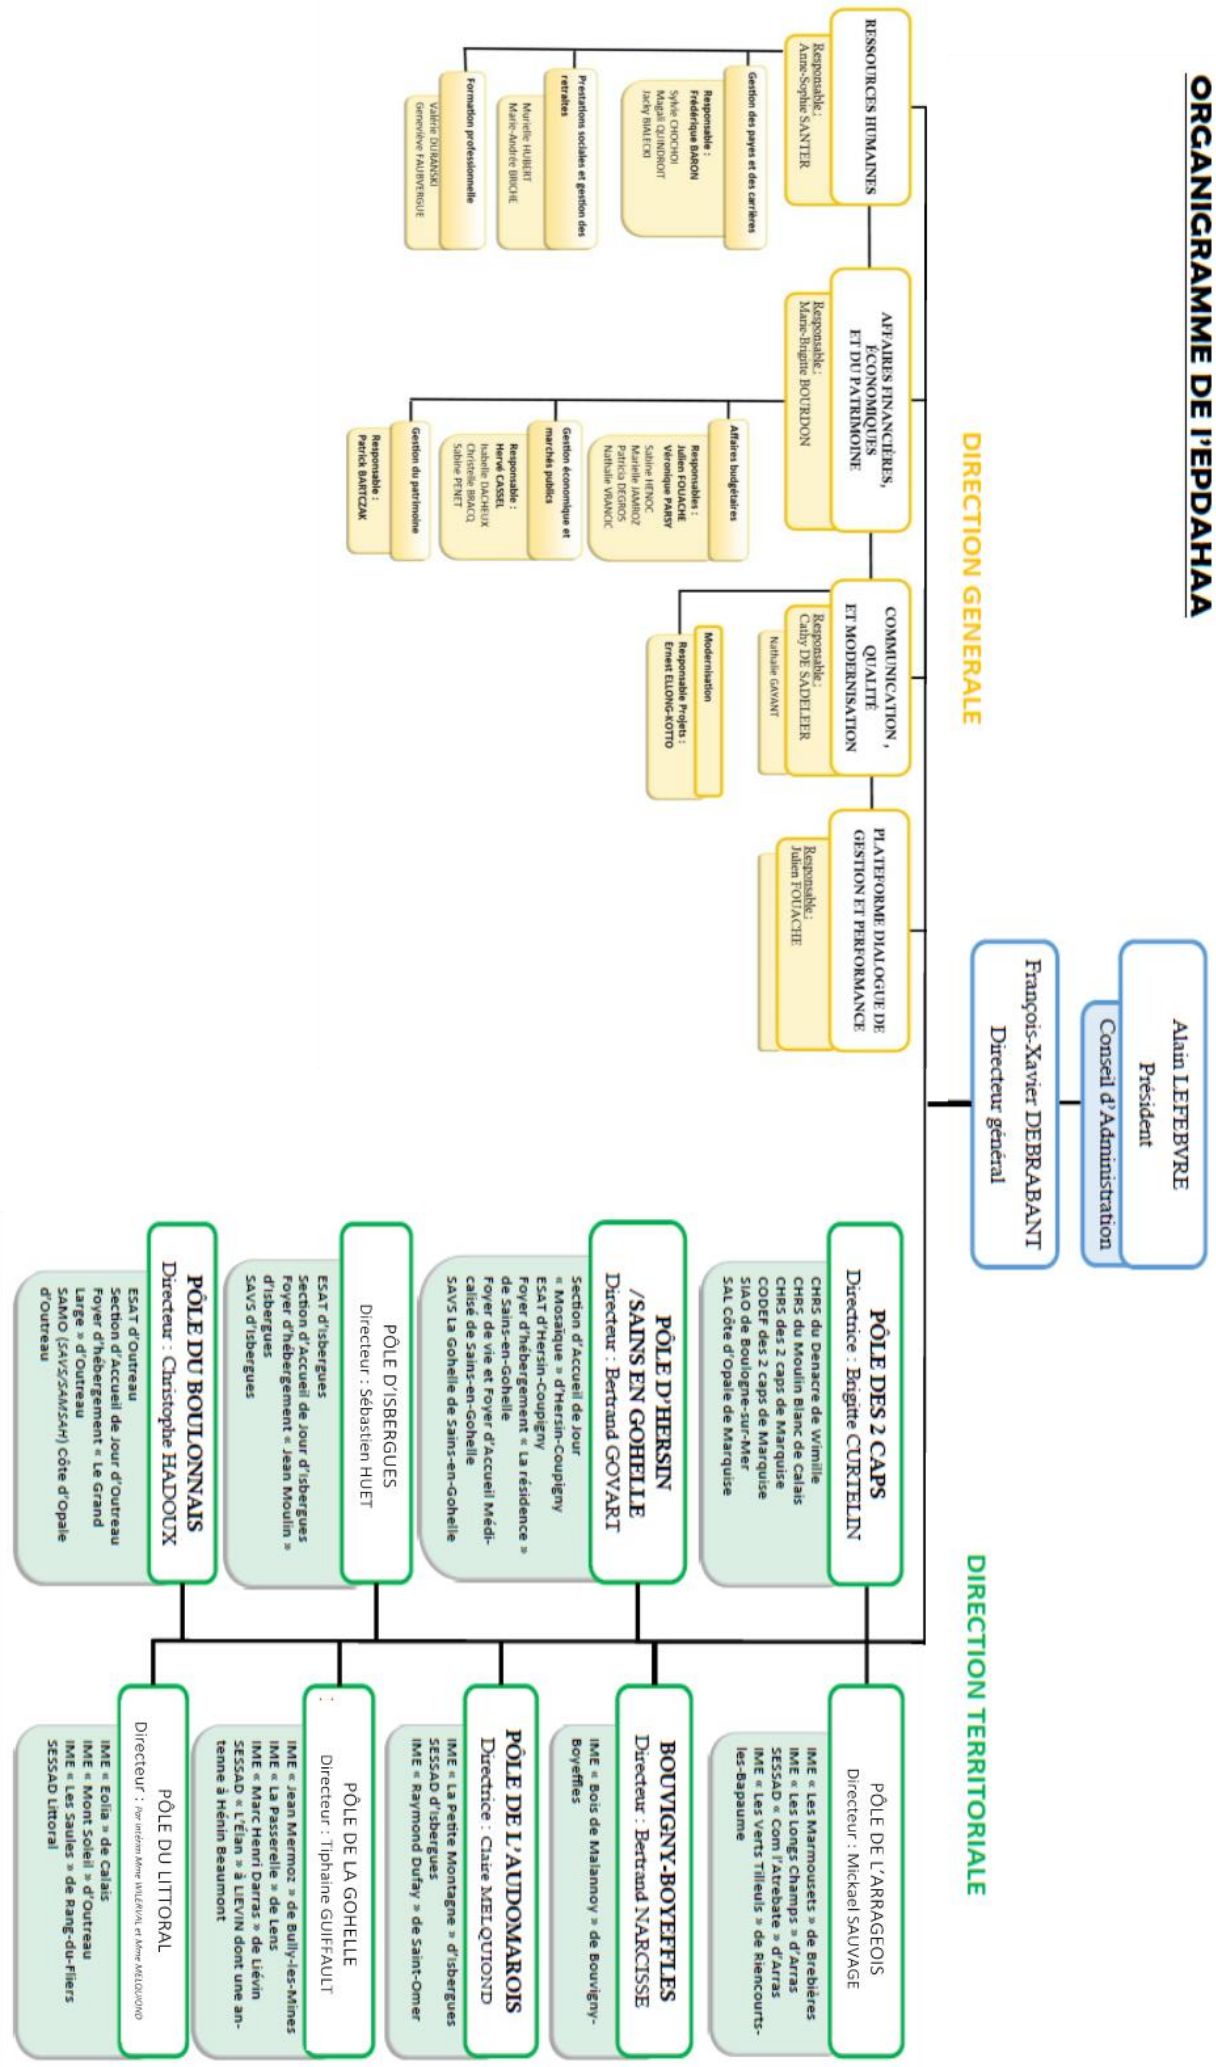 ORGANIGRAMME DE l'EPDAHAA
Alain LEFEBVRE
Président
Conseil d'Administration
François-Xavier DEBRABANT
Directeur général
DIRECTION GENERALE
RESSOURCES HUMAINES
Responsable :
Anne-Sophie SANTER
Gestion des payes et des carrières
Responsable :
Frédérique BARON
Sylvie CHOCHOI
Magali QUINDROIT
Jacky BIALECKI
Prestations sociales et gestion des
retraites
Murielle HUBERT
Marie-Andrée BRICHE
Formation professionnelle
Valérie DURANSKI
Geneviève FAUBVERGUE
AFFAIRES FINANCIÈRES,
ÉCONOMIQUES
ET DU PATRIMOINE
Responsable :
Marie-Brigitte BOURDON
Affaires budgétaires
Responsables :
Julien FOUACHE
Véronique PARSY
Sabine HENOC
Marielle JAMROZ
Patricia DEGROS
Nathalie VRANCIC
Gestion économique et
marchés publics
Responsable :
Hervé CASSEL
Isabelle DACHEUX
Christelle BRACQ
Sabine PENET
Gestion du patrimoine
Responsable :
Patrick BARTCZAK
COMMUNICATION ,
QUALITÉ
ET MODERNISATION
Responsable :
Cathy DE SADELEER
Nathalie GAYANT
Modernisation
Responsable Projets :
Ernest ELLONG-KOTTO
PLATEFORME DIALOGUE DE
GESTION ET PERFORMANCE
Responsable :
Julien FOUACHE
DIRECTION TERRITORIALE
PÔLE DES 2 CAPS
Directrice : Brigitte CURTELIN
CHRS du Denacre de Wimille
CHRS du Moulin Blanc de Calais
CHRS des 2 caps de Marquise
CODEF des 2 caps de Marquise
SIAO de Boulogne-sur-Mer
SAL Côte d'Opale de Marquise
PÔLE D'HERSIN
/SAINS EN GOHELLE
Directeur : Bertrand GOVART
Section d'Accueil de Jour
« Mosaïque » d'Hersin-Coupigny
ESAT d'Hersin-Coupigny
Foyer d'hébergement « La résidence »
de Sains-en-Gohelle
Foyer de vie et Foyer d'Accueil Médi-
calisé de Sains-en-Gohelle
SAVS La Gohelle de Sains-en-Gohelle
PÔLE D'ISBERGUES
Directeur : Sébastien HUET
ESAT d'Isbergues
Section d'Accueil de Jour d'Isbergues
Foyer d'hébergement « Jean Moulin »
d'Isbergues
SAVS d'Isbergues
PÔLE DU BOULONNAIS
Directeur : Christophe HADOUX
ESAT d'Outreau
Section d'Accueil de Jour d'Outreau
Foyer d'hébergement « Le Grand
Large » d'Outreau
SAMO (SAVS/SAMSAH) Côte d'Opale
d'Outreau
PÔLE DE L'ARRAGEOIS
Directeur : Mickael SAUVAGE
IME « Les Marmousets » de Brebières
IME « Les Longs Champs » d'Arras
SESSAD « Com l'Atrebate » d'Arras
IME « Les Verts Tilleuls » de Riencourts-
les-Bapaume
BOUVIGNY-BOYEFFLES
Directeur : Bertrand NARCISSE
IME « Bois de Malannoy » de Bouvigny-
Boyeffles
PÔLE DE L'AUDOMAROIS
Directrice : Claire MELQUIOND
IME « La Petite Montagne » d'Isbergues
SESSAD d'Isbergues
IME « Raymond Dufay » de Saint-Omer
:
PÔLE DE LA GOHELLE
Directeur : Tiphaine GUIFFAULT
IME « Jean Mermoz » de Bully-les-Mines
IME « La Passerelle » de Lens
IME « Marc Henri Darras » de Liévin
SESSAD « L'Élan » à LIEVIN dont une an-
tenne à Hénin Beaumont
PÔLE DU LITTORAL
Directeur : Par intérim Mme WILERVAL et Mme MELQUIOND
IME « Eolia » de Calais
IME « Mont Soleil » d'Outreau
IME « Les Saules » de Rang-du-Fliers
SESSAD Littoral